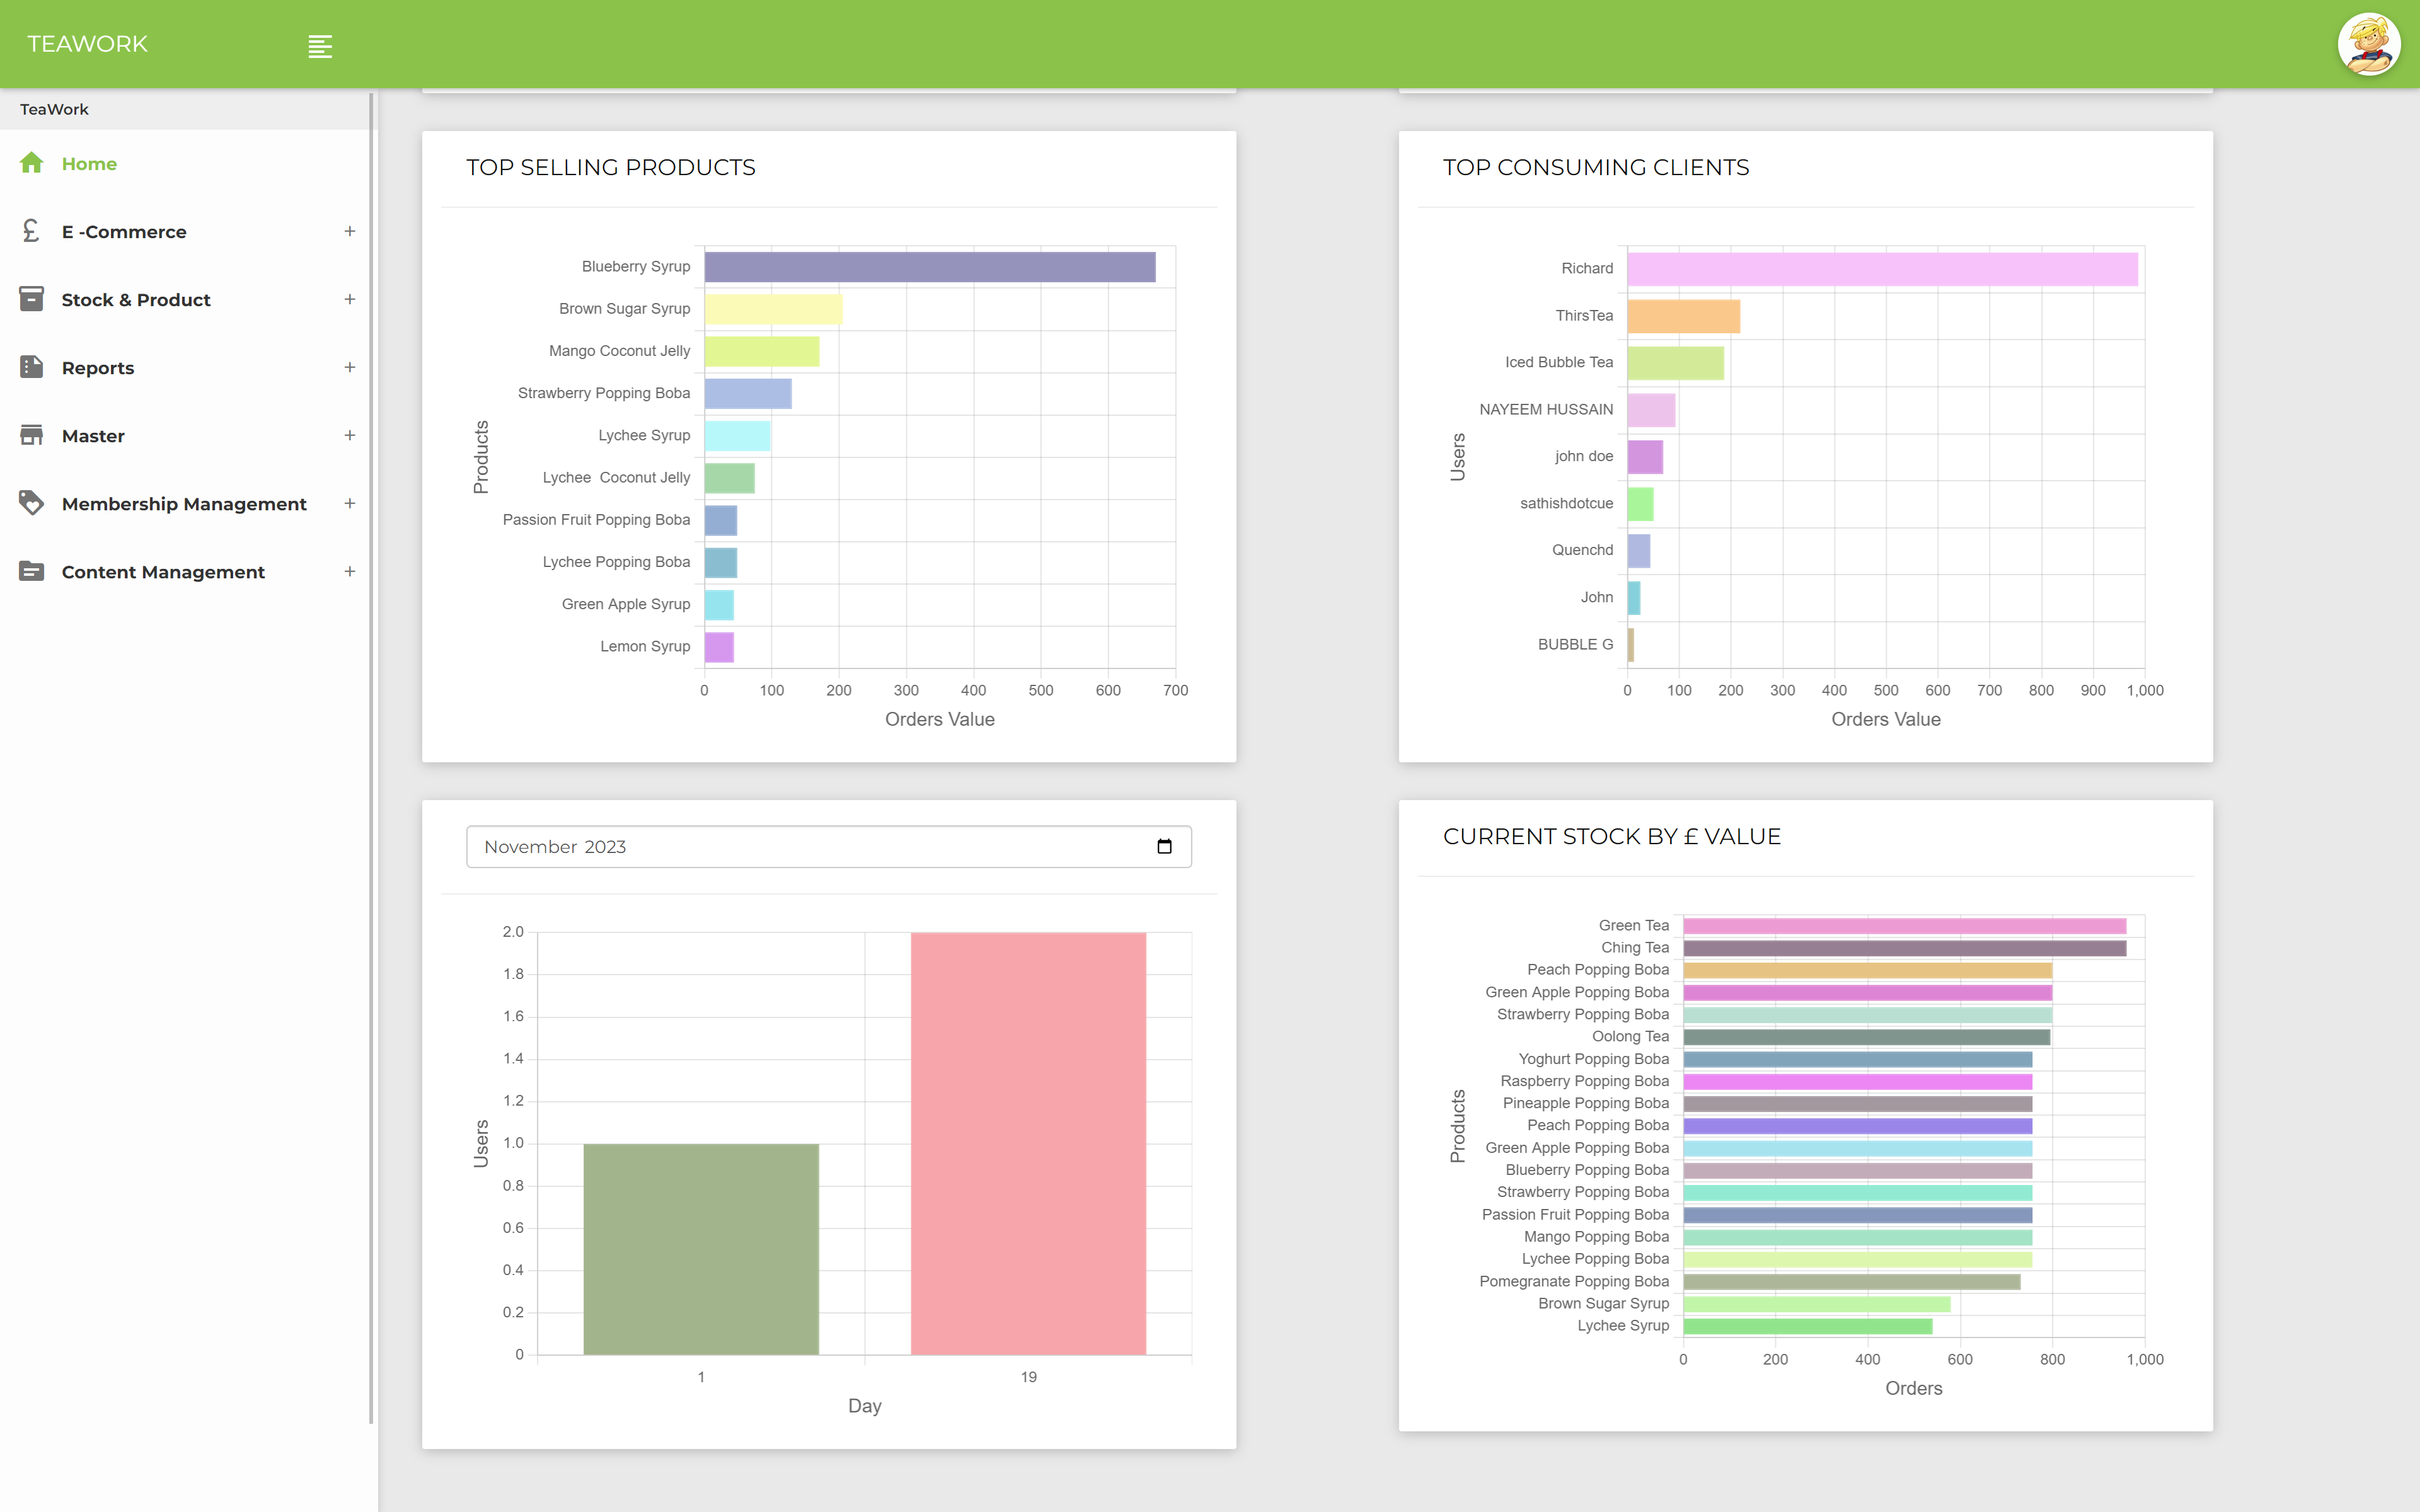 TEAWORK
TeaWork
Home
E -Commerce +
Stock & Product +
Reports +
Master +
Membership Management +
Content Management +
TOP SELLING PRODUCTS
Products
Blueberry Syrup
Brown Sugar Syrup
Mango Coconut Jelly
Strawberry Popping Boba
Lychee Syrup
Lychee  Coconut Jelly
Passion Fruit Popping Boba
Lychee Popping Boba
Green Apple Syrup
Lemon Syrup
0 100 200 300 400 500 600 700
Orders Value
TOP CONSUMING CLIENTS
Users
Richard
ThirsTea
Iced Bubble Tea
NAYEEM HUSSAIN
john doe
sathishdotcue
Quenchd
John
BUBBLE G
0 100 200 300 400 500 600 700 800 900 1,000
Orders Value
November 2023
Users
2.0
1.8
1.6
1.4
1.2
1.0
0.8
0.6
0.4
0.2
0
1 19
Day
CURRENT STOCK BY £ VALUE
Products
Green Tea
Ching Tea
Peach Popping Boba
Green Apple Popping Boba
Strawberry Popping Boba
Oolong Tea
Yoghurt Popping Boba
Raspberry Popping Boba
Pineapple Popping Boba
Peach Popping Boba
Green Apple Popping Boba
Blueberry Popping Boba
Strawberry Popping Boba
Passion Fruit Popping Boba
Mango Popping Boba
Lychee Popping Boba
Pomegranate Popping Boba
Brown Sugar Syrup
Lychee Syrup
0 200 400 600 800 1,000
Orders